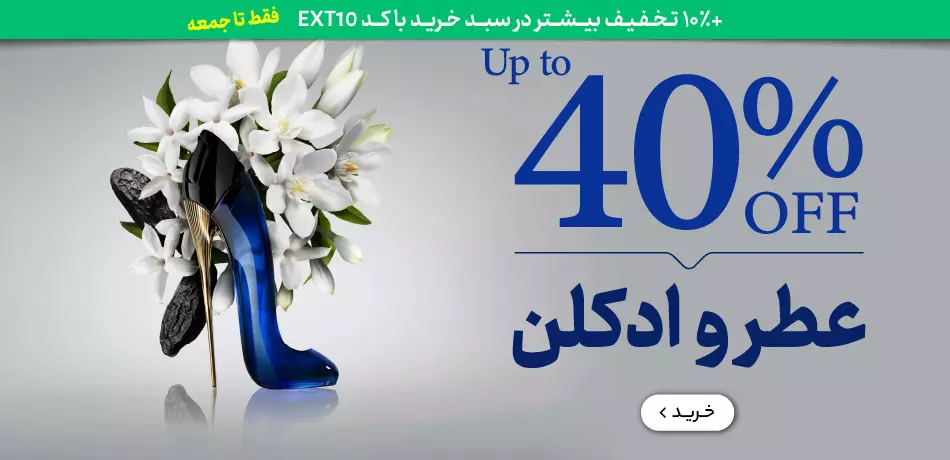 +۱۰٪ تخفیف بیشتر در سبد خرید با کد EXT10 فقط تا جمعه
Up to
40%
OFF
عطر و ادکلن
خرید >